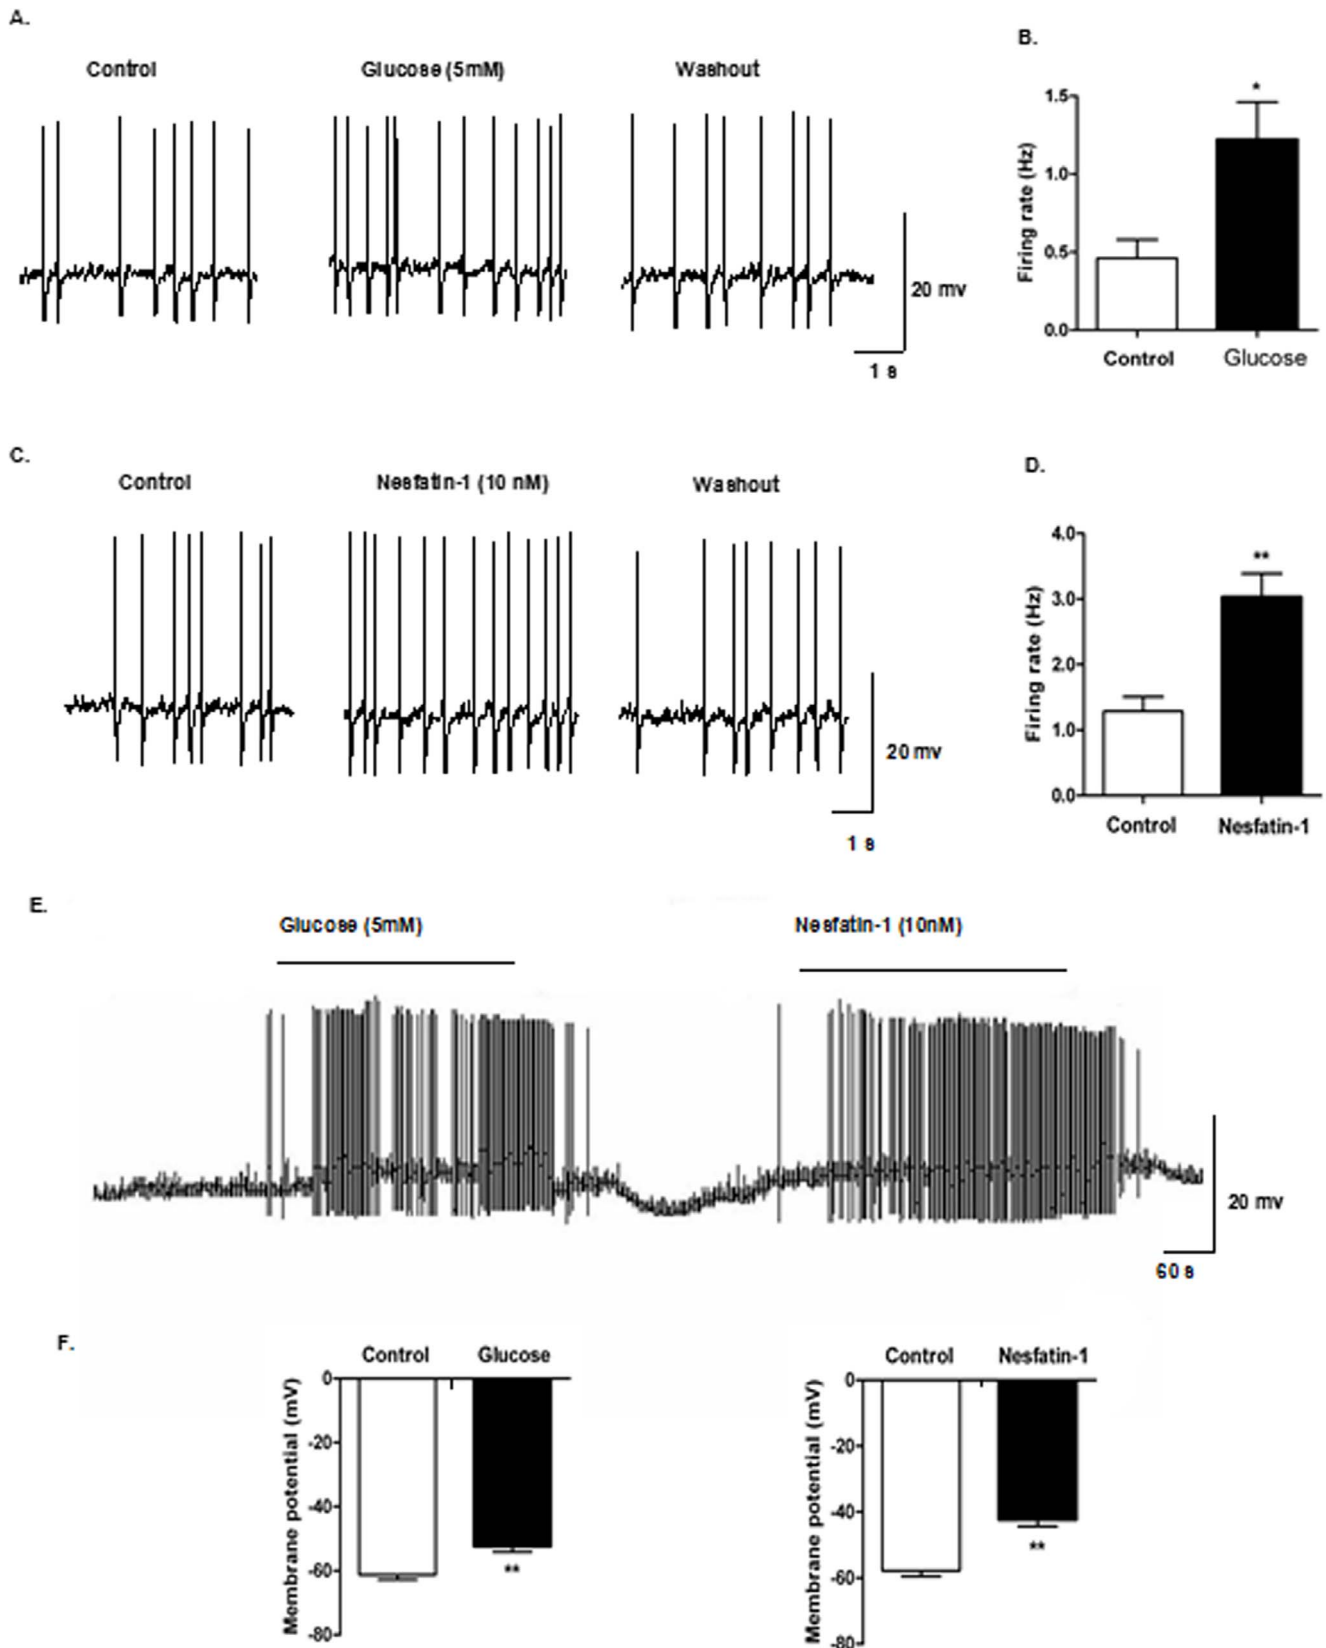 A.
Control
Glucose (5mM)
Washout
20 mv
1 s
B.
Firing rate (Hz)
1.5
1.0
0.5
0.0
*
Control
Glucose
C.
Control
Nesfatin-1 (10 nM)
Washout
20 mv
1 s
D.
Firing rate (Hz)
4.0
3.0
2.0
1.0
0.0
**
Control
Nesfatin-1
E.
Glucose (5mM)
Nesfatin-1 (10nM)
20 mv
60 s
F.
Control
Glucose
Membrane potential (mV)
0
-20
-40
-60
-80
**
Control
Nesfatin-1
Membrane potential (mV)
0
-20
-40
-60
-80
**